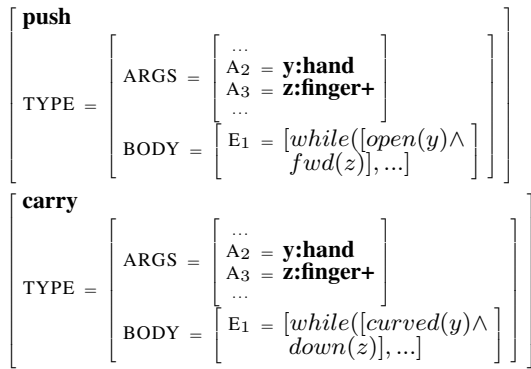 push
TYPE =
ARGS =
...
A2 = y:hand
A3 = z:finger+
...
BODY =
E1 = [while([open(y)∧
fwd(z)],...]
carry
TYPE =
ARGS =
...
A2 = y:hand
A3 = z:finger+
...
BODY =
E1 = [while([curved(y)∧
down(z)],...]